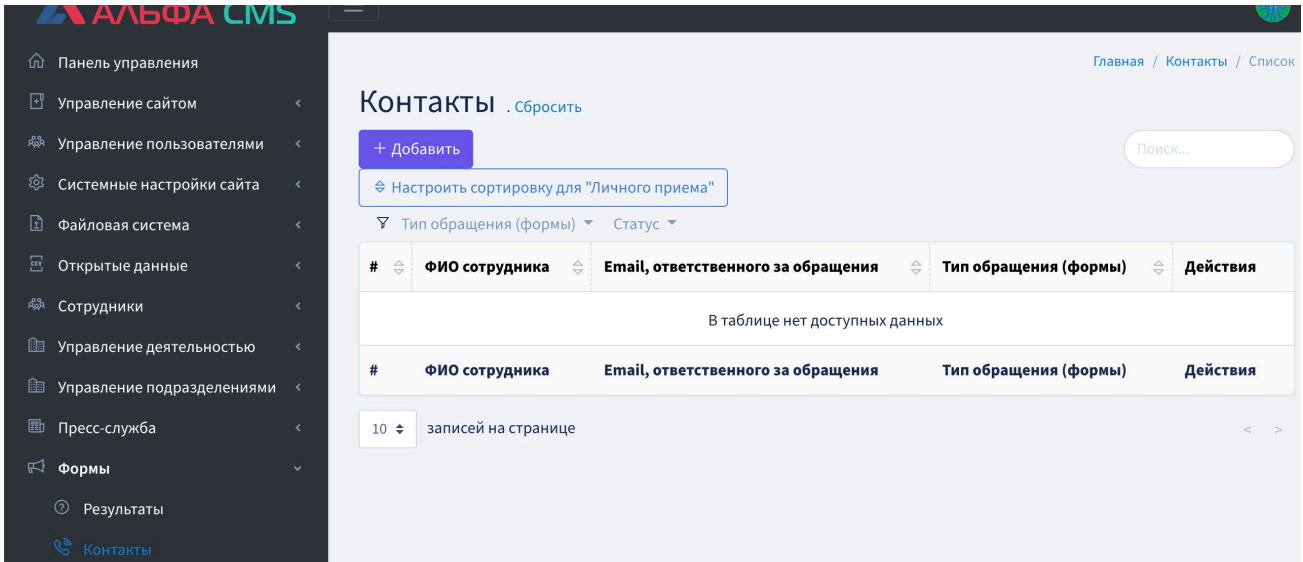 АЛЬФА CMS
Панель управления
Управление сайтом
Управление пользователями
Системные настройки сайта
Файловая система
Открытые данные
Сотрудники
Управление деятельностью
Управление подразделениями
Пресс-служба
Формы
Результаты
Контакты
Главная / Контакты / Список
Контакты . Сбросить
+ Добавить
Поиск...
Настроить сортировку для "Личного приема"
Тип обращения (формы) Статус
# ФИО сотрудника Email, ответственного за обращения Тип обращения (формы) Действия
В таблице нет доступных данных
# ФИО сотрудника Email, ответственного за обращения Тип обращения (формы) Действия
10 записей на странице
< >